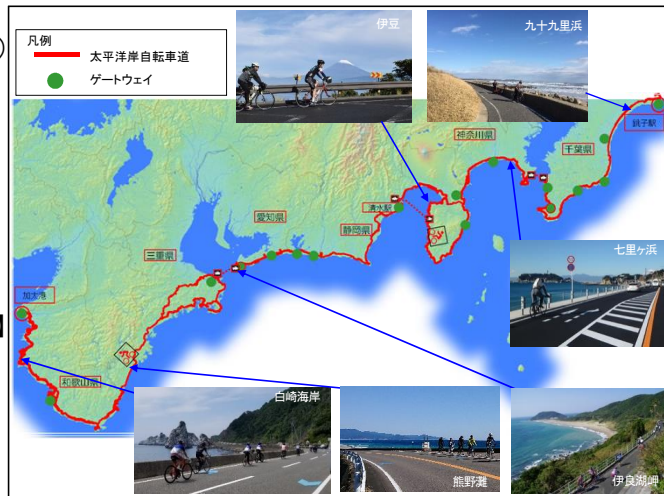 凡例
太平洋岸自転車道
ゲートウェイ
伊豆
九十九里浜
銚子駅
千葉県
神奈川県
清水駅
静岡県
愛知県
三重県
加太港
和歌山県
七里ヶ浜
白崎海岸
熊野灘
伊良湖岬